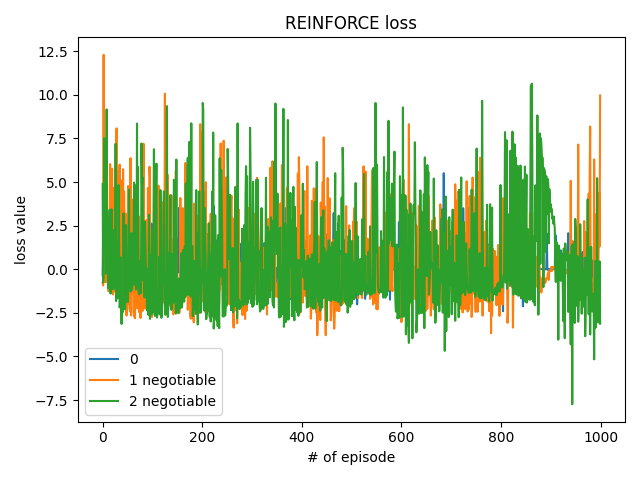 REINFORCE loss
loss value
12.5
10.0
7.5
5.0
2.5
0.0
−2.5
−5.0
−7.5
0
1 negotiable
2 negotiable
0 200 400 600 800 1000
# of episode